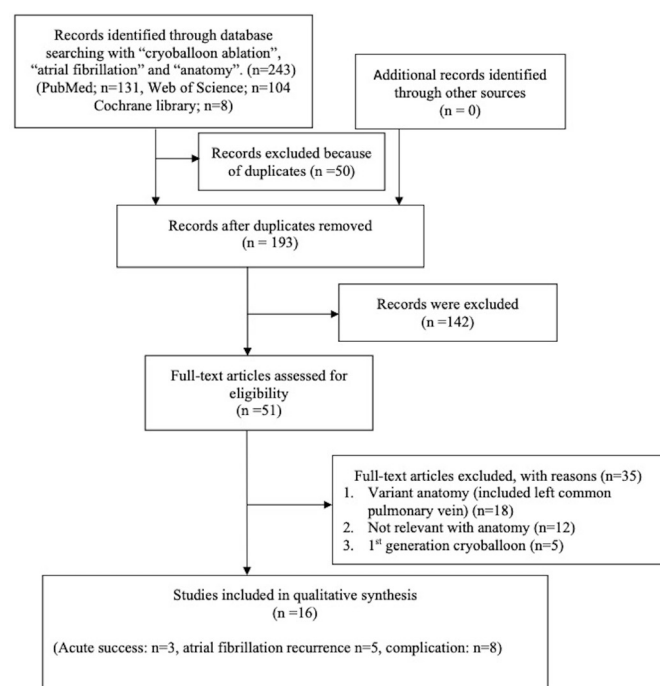 Records identified through database
searching with “cryoballoon ablation”,
“atrial fibrillation” and “anatomy”. (n=243)
(PubMed; n=131, Web of Science; n=104
Cochrane library; n=8)
Additional records identified
through other sources
(n = 0)
Records excluded because
of duplicates (n =50)
Records after duplicates removed
(n = 193)
Records were excluded
(n =142)
Full-text articles assessed for
eligibility
(n =51)
Full-text articles excluded, with reasons (n=35)
1. Variant anatomy (included left common
pulmonary vein) (n=18)
2. Not relevant with anatomy (n=12)
3. 1st generation cryoballoon (n=5)
Studies included in qualitative synthesis
(n =16)
(Acute success: n=3, atrial fibrillation recurrence n=5, complication: n=8)